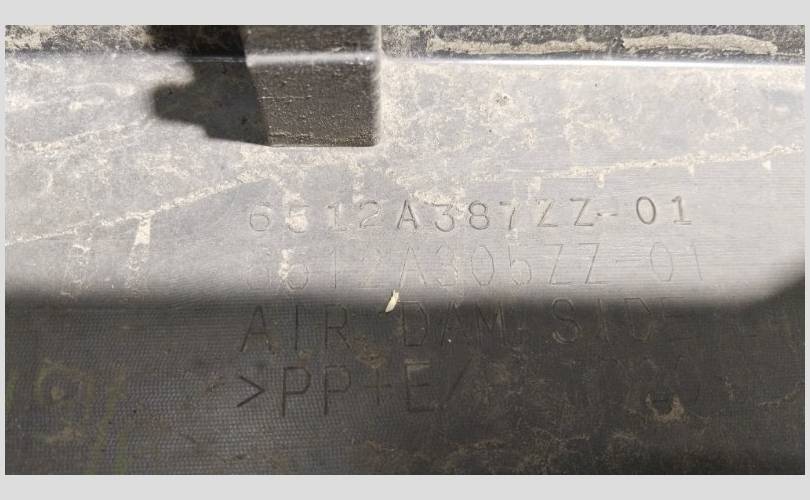 6512A387ZZ-01
6512A305ZZ-01
AIR DAM SIDE
>PP+E/